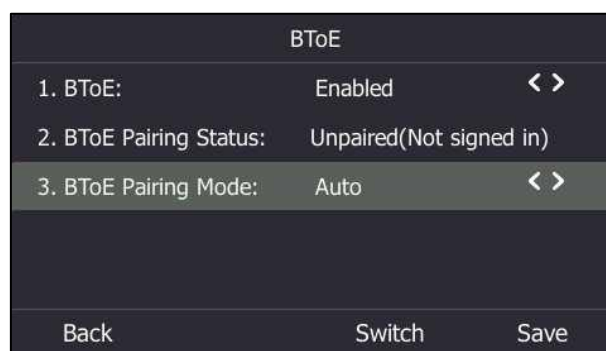 BToE
1. BToE: Enabled < >
2. BToE Pairing Status: Unpaired(Not signed in)
3. BToE Pairing Mode: Auto < >
Back Switch Save